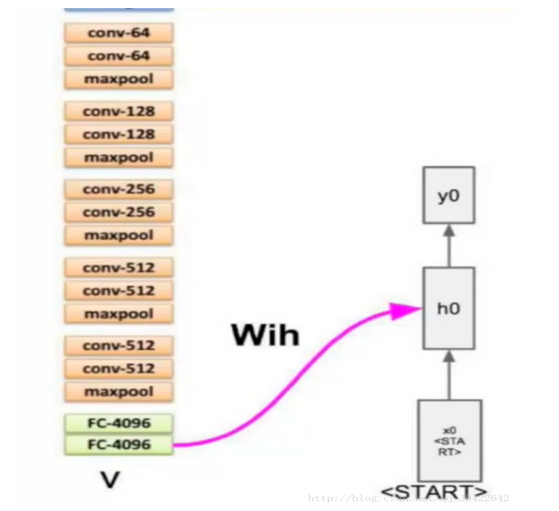 conv-64
conv-64
maxpool
conv-128
conv-128
maxpool
conv-256
conv-256
maxpool
conv-512
conv-512
maxpool
conv-512
conv-512
maxpool
FC-4096
FC-4096
V
Wih
y0
h0
x0
<STA
RT>
<START>